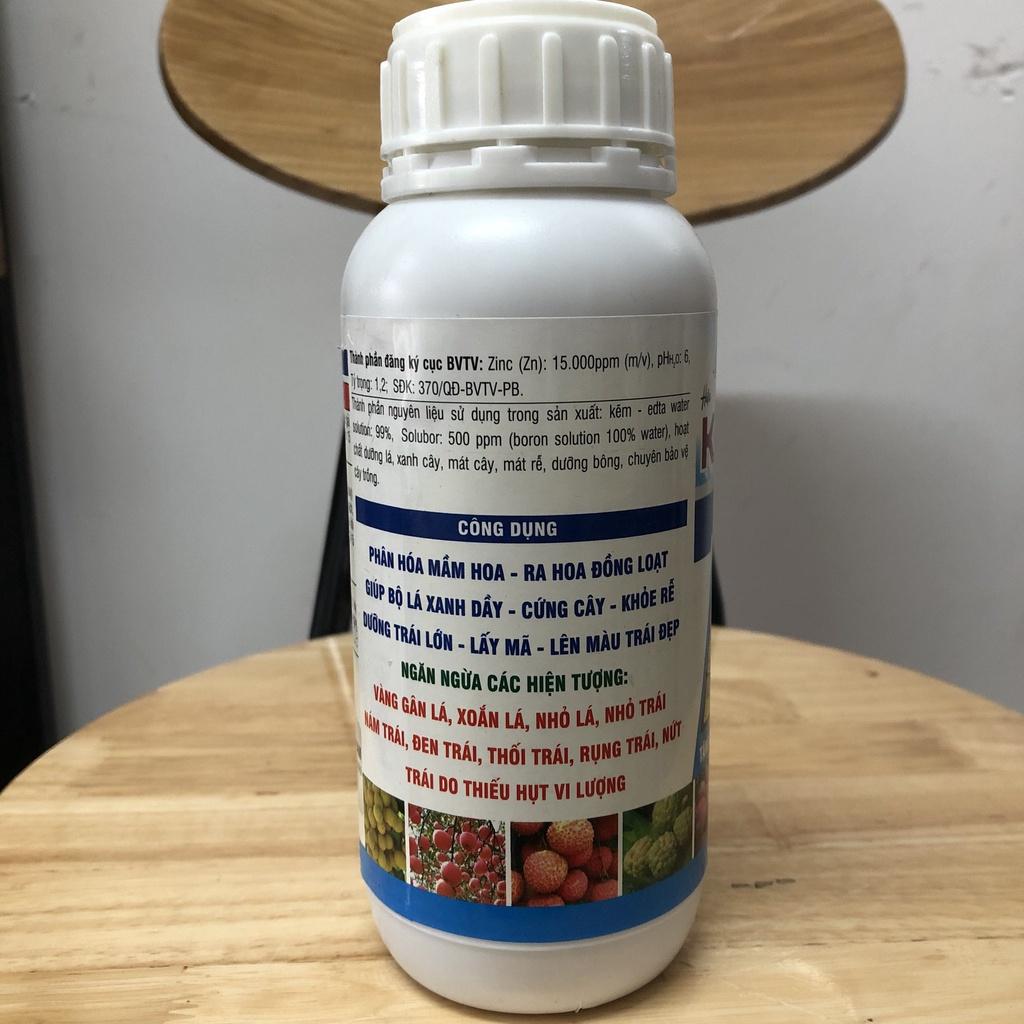 Thành phần đăng ký cục BVTV: Zinc (Zn): 15.000ppm (m/v), pHH₂O: 6,
Tỷ trọng: 1,2; SĐK: 370/QĐ-BVTV-PB.
Thành phần nguyên liệu sử dụng trong sản xuất: kẽm - edta water
solution: 99%, Solubor: 500 ppm (boron solution 100% water), hoạt
chất dưỡng lá, xanh cây, mát cây, mát rễ, dưỡng bông, chuyên bảo vệ
cây trồng.
CÔNG DỤNG
PHÂN HÓA MẦM HOA - RA HOA ĐỒNG LOẠT
GIÚP BỘ LÁ XANH DẦY - CỨNG CÂY - KHỎE RỄ
DƯỠNG TRÁI LỚN - LẤY MÃ - LÊN MÀU TRÁI ĐẸP
NGĂN NGỪA CÁC HIỆN TƯỢNG:
VÀNG GÂN LÁ, XOẮN LÁ, NHỎ LÁ, NHỎ TRÁI
NÁM TRÁI, ĐEN TRÁI, THỐI TRÁI, RỤNG TRÁI, NỨT
TRÁI DO THIẾU HỤT VI LƯỢNG
K